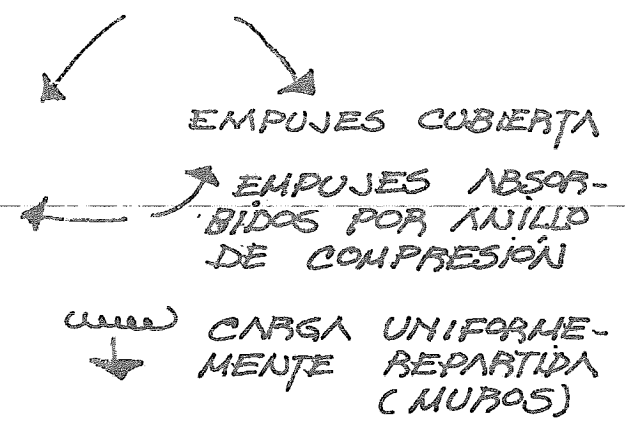 EMPUJES CUBIERTA
EMPUJES ABSOR-
BIDOS POR ANILLO
DE COMPRESIÓN
CARGA UNIFORME-
MENTE REPARTIDA
(MUROS)